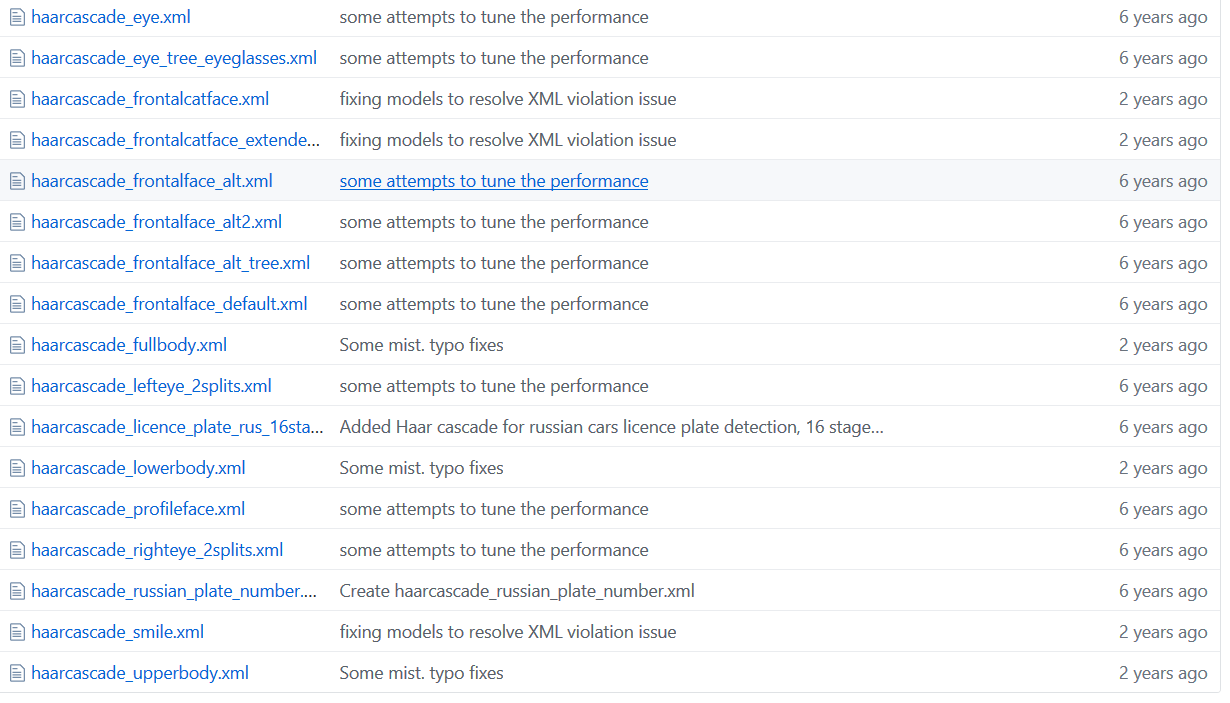 haarcascade_eye.xml some attempts to tune the performance 6 years ago
haarcascade_eye_tree_eyeglasses.xml some attempts to tune the performance 6 years ago
haarcascade_frontalcatface.xml fixing models to resolve XML violation issue 2 years ago
haarcascade_frontalcatface_extende... fixing models to resolve XML violation issue 2 years ago
haarcascade_frontalface_alt.xml some attempts to tune the performance 6 years ago
haarcascade_frontalface_alt2.xml some attempts to tune the performance 6 years ago
haarcascade_frontalface_alt_tree.xml some attempts to tune the performance 6 years ago
haarcascade_frontalface_default.xml some attempts to tune the performance 6 years ago
haarcascade_fullbody.xml Some mist. typo fixes 2 years ago
haarcascade_lefteye_2splits.xml some attempts to tune the performance 6 years ago
haarcascade_licence_plate_rus_16sta... Added Haar cascade for russian cars licence plate detection, 16 stage... 6 years ago
haarcascade_lowerbody.xml Some mist. typo fixes 2 years ago
haarcascade_profileface.xml some attempts to tune the performance 6 years ago
haarcascade_righteye_2splits.xml some attempts to tune the performance 6 years ago
haarcascade_russian_plate_number.... Create haarcascade_russian_plate_number.xml 6 years ago
haarcascade_smile.xml fixing models to resolve XML violation issue 2 years ago
haarcascade_upperbody.xml Some mist. typo fixes 2 years ago